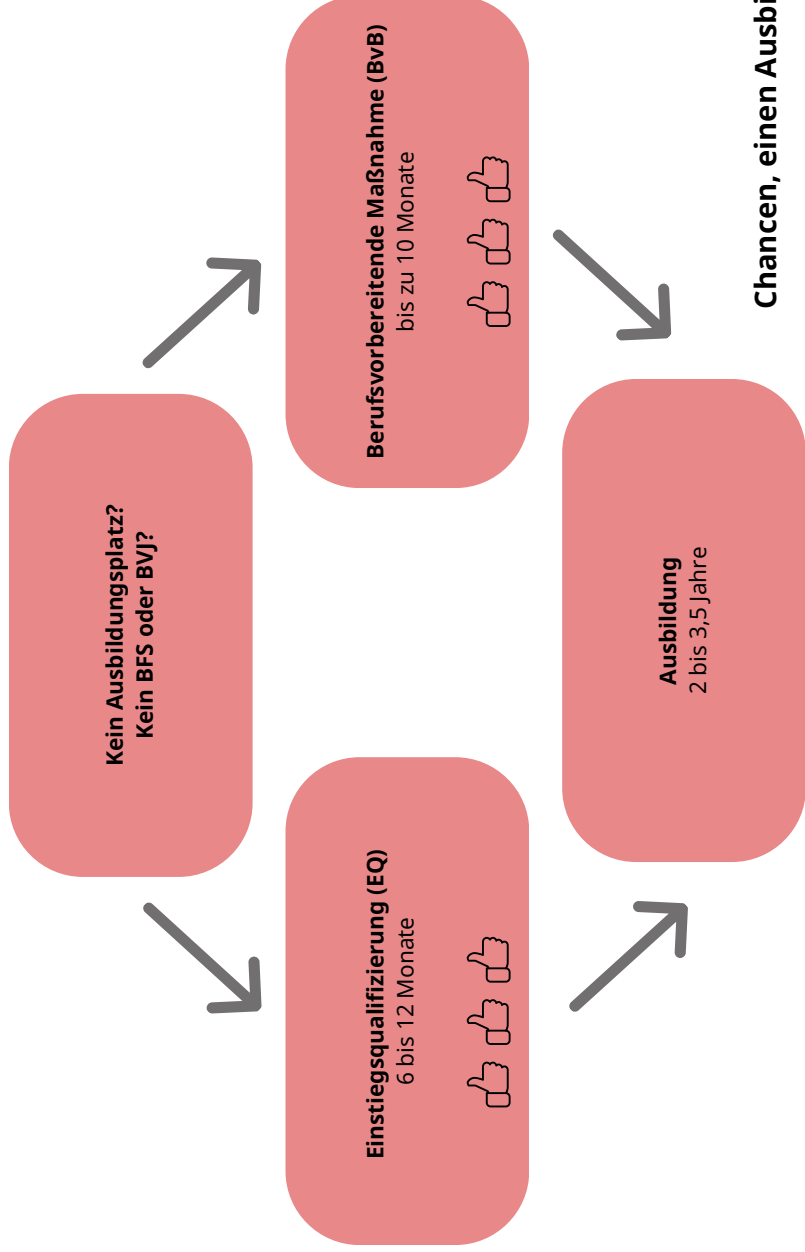 Kein Ausbildungsplatz?
Kein BFS oder BVJ?
Einstiegsqualifizierung (EQ)
6 bis 12 Monate
Berufsvorbereitende Maßnahme (BvB)
bis zu 10 Monate
Ausbildung
2 bis 3,5 Jahre
Chancen, einen Ausbi